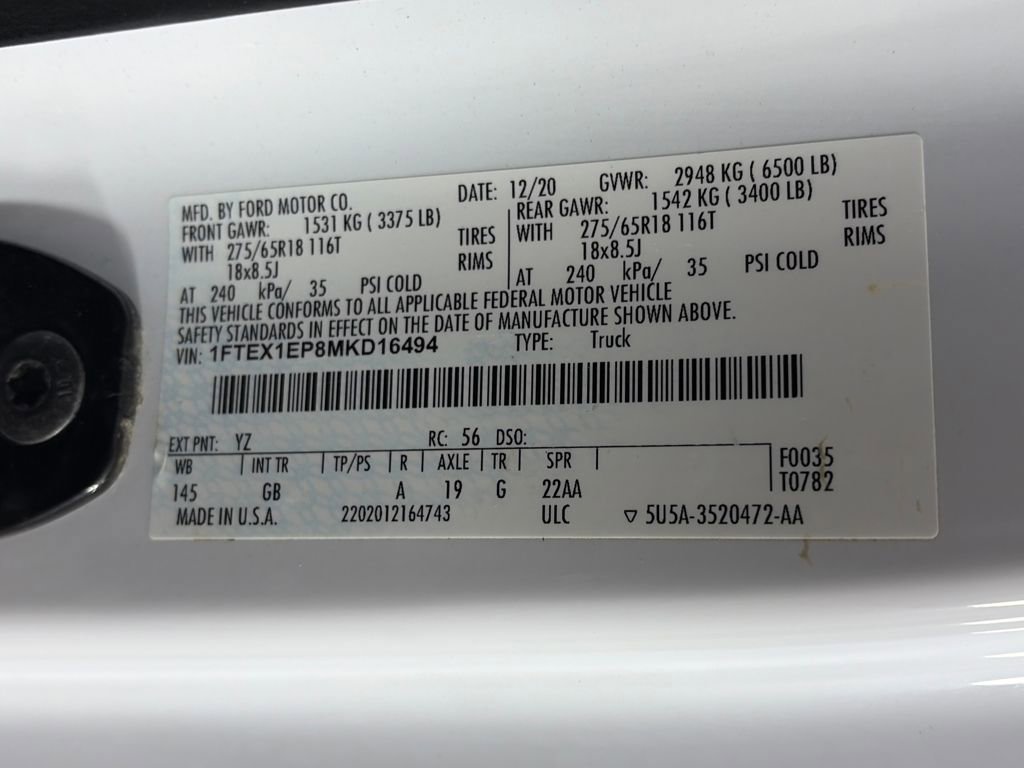 MFD. BY FORD MOTOR CO. DATE: 12/20 GVWR: 2948 KG ( 6500 LB)
FRONT GAWR: 1531 KG ( 3375 LB) REAR GAWR: 1542 KG ( 3400 LB)
WITH 275/65R18 116T TIRES WITH 275/65R18 116T TIRES
18x8.5J RIMS 18x8.5J RIMS
AT 240 kPa/ 35 PSI COLD AT 240 kPa/ 35 PSI COLD
THIS VEHICLE CONFORMS TO ALL APPLICABLE FEDERAL MOTOR VEHICLE
SAFETY STANDARDS IN EFFECT ON THE DATE OF MANUFACTURE SHOWN ABOVE.
VIN: 1FTEX1EP8MKD16494 TYPE: Truck
EXT PNT: YZ RC: 56 DSO:
WB INT TR TP/PS R AXLE TR SPR F0035
145 GB A 19 G 22AA T0782
MADE IN U.S.A. 2202012164743 ULC ▽ 5U5A-3520472-AA